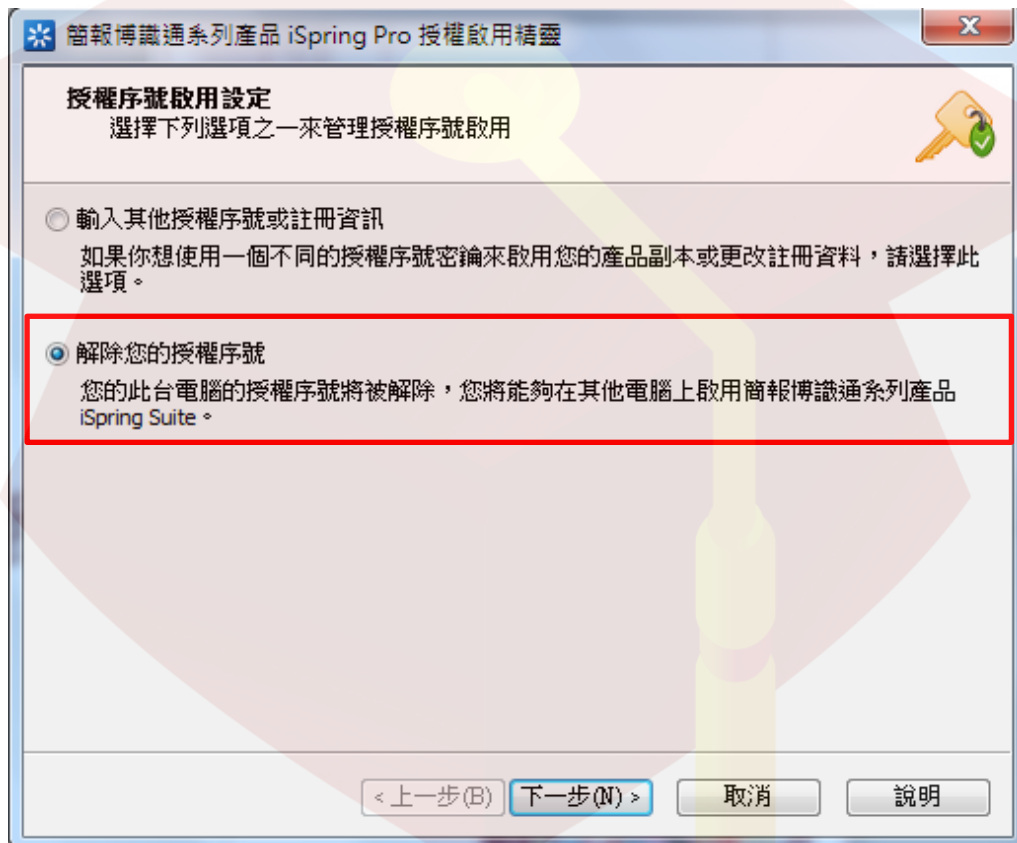 簡報博識通系列產品 iSpring Pro 授權啟用精靈
授權序號啟用設定
選擇下列選項之一來管理授權序號啟用
輸入其他授權序號或註冊資訊
如果你想使用一個不同的授權序號密鑰來啟用您的產品副本或更改註冊資料，請選擇此
選項。
解除您的授權序號
您的此台電腦的授權序號將被解除，您將能夠在其他電腦上啟用簡報博識通系列產品
iSpring Suite。
<上一步(B) 下一步(N)> 取消 說明